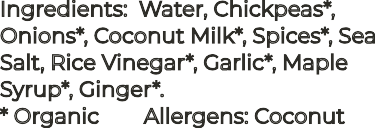 Ingredients: Water, Chickpeas*,
Onions*, Coconut Milk*, Spices*, Sea
Salt, Rice Vinegar*, Garlic*, Maple
Syrup*, Ginger*.
* Organic Allergens: Coconut